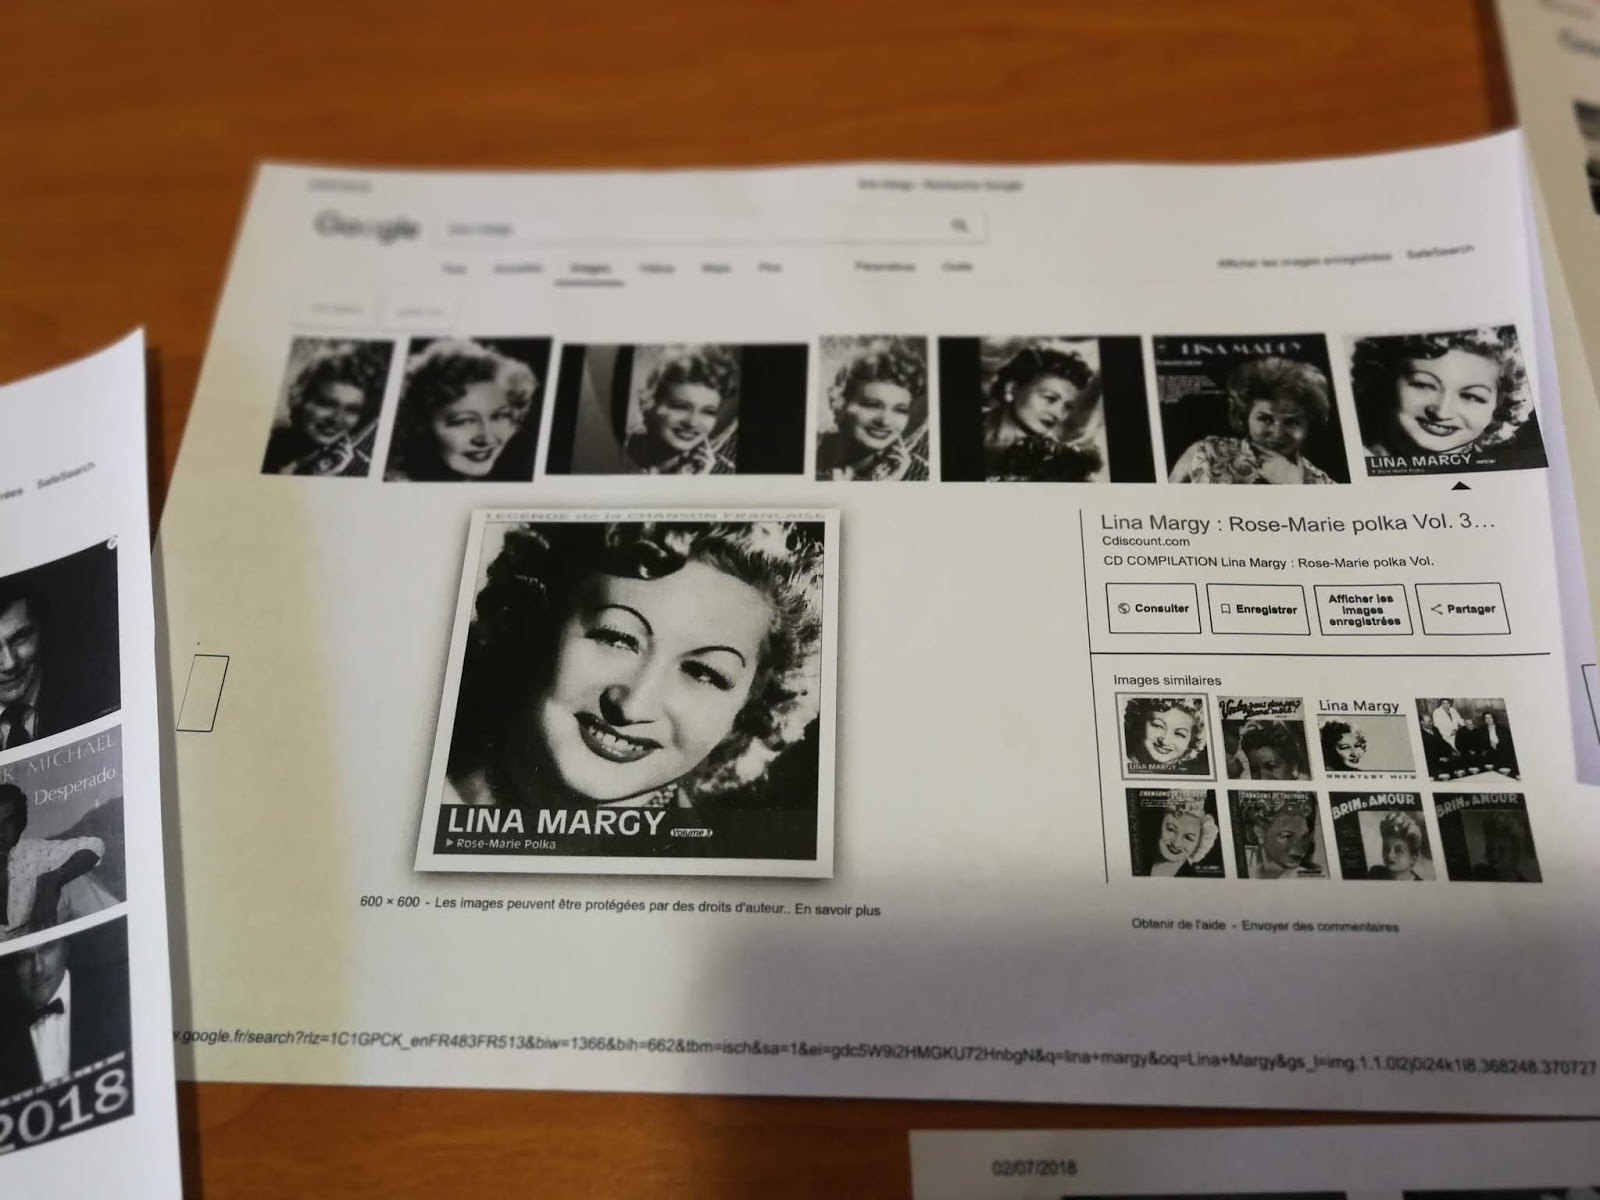 Google
Images
Afficher les images enregistrées SafeSearch
LINA MARGY
LINA MARGY
LÉGENDE de la CHANSON FRANÇAISE
LINA MARGY Volume 3
Rose-Marie Polka
600 × 600 - Les images peuvent être protégées par des droits d'auteur.. En savoir plus
Lina Margy : Rose-Marie polka Vol. 3…
Cdiscount.com
CD COMPILATION Lina Margy : Rose-Marie polka Vol.
Consulter
Enregistrer
Afficher les
images
enregistrées
Partager
Images similaires
LINA MARGY
Lina Margy
GREATEST HITS
BRIN D'AMOUR
BRIN D'AMOUR
Obtenir de l'aide - Envoyer des commentaires
v.google.fr/search?rlz=1C1GPCK_enFR483FR513&biw=1366&bih=662&tbm=isch&sa=1&ei=gdc5W9i2HMGKU72HnbgN&q=lina+margy&oq=Lina+Margy&gs_l=img.1.1.0l2j0i24k1l8.368248.370727
SafeSearch
K MICHAEL
Desperado
2018
02/07/2018